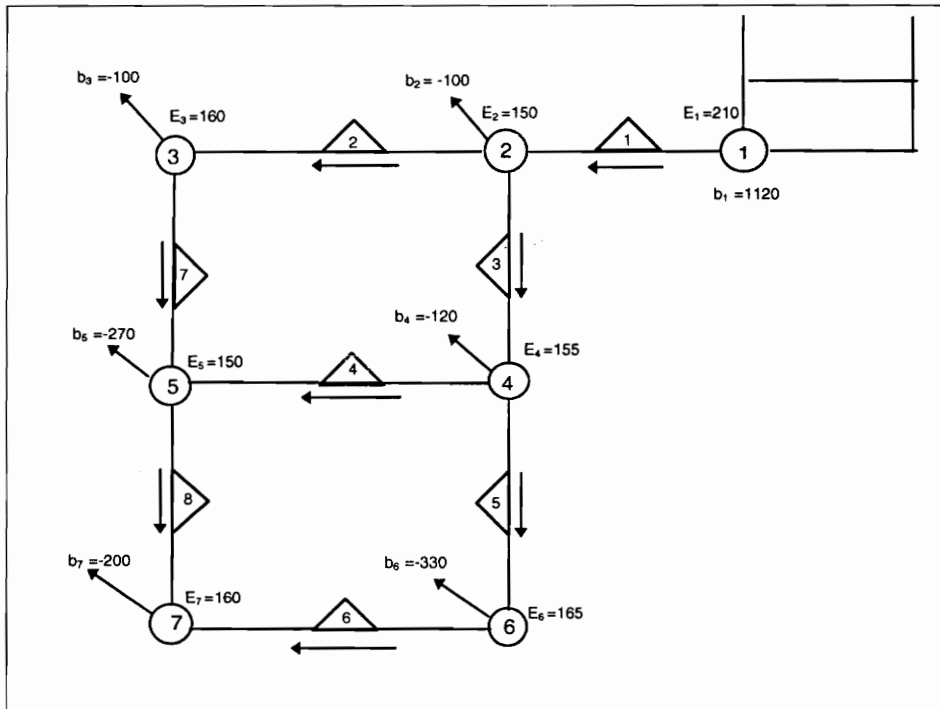 b₃ =-100
b₂ = -100
E₃ =160
E₂ =150
E₁ =210
2
1
3
2
1
b₁ = 1120
7
3
b₅ =-270
b₄ = -120
E₅ =150
E₄ =155
4
5
4
8
5
b₇ =-200
b₆ =-330
E₇ =160
6
E₆ =165
7
6